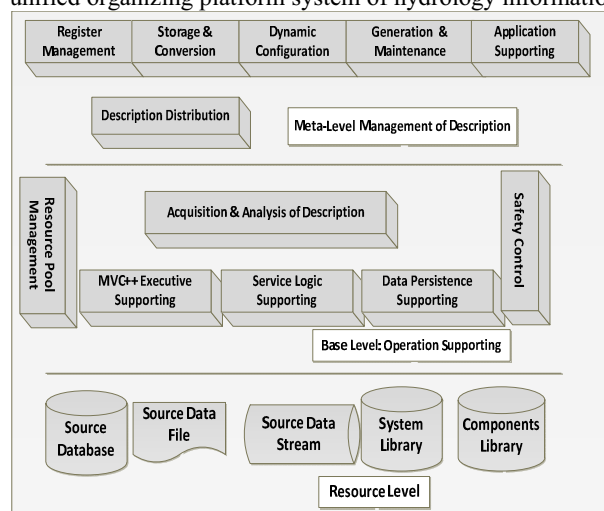 unified organizing platform system of hydrology informatio
Register
Management
Storage &
Conversion
Dynamic
Configuration
Generation &
Maintenance
Application
Supporting
Description Distribution
Meta-Level Management of Description
Resource Pool
Management
Acquisition & Analysis of Description
Safety Control
MVC++ Executive
Supporting
Service Logic
Supporting
Data Persistence
Supporting
Base Level: Operation Supporting
Source
Database
Source Data
File
Source Data
Stream
System
Library
Components
Library
Resource Level